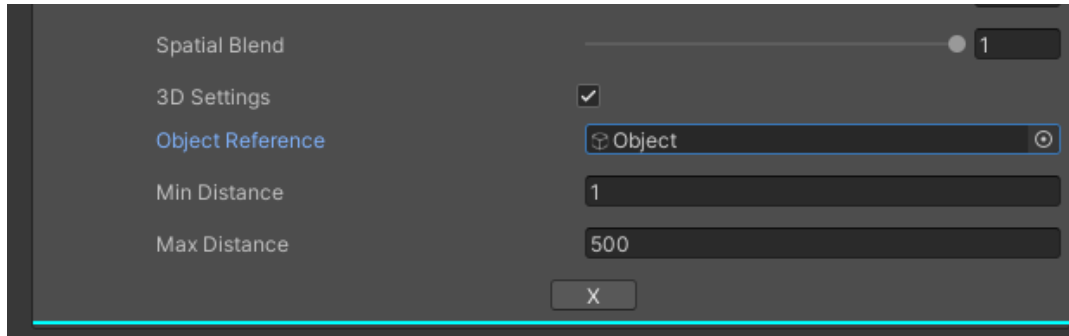 Spatial Blend 1
3D Settings
Object Reference Object
Min Distance 1
Max Distance 500
X